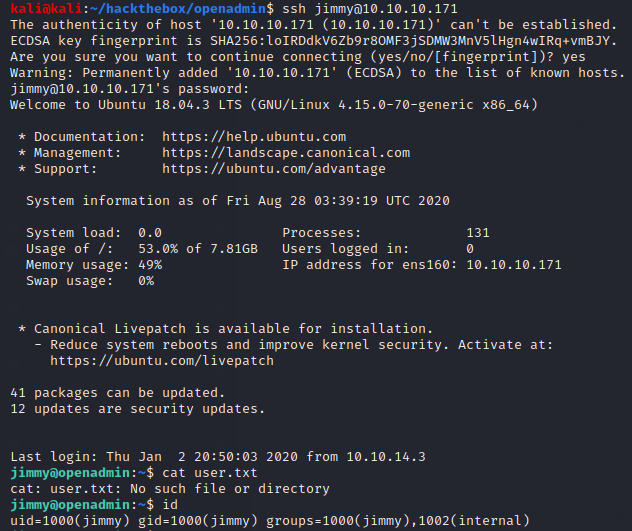 kali@kali:~/hackthebox/openadmin$ ssh jimmy@10.10.10.171
The authenticity of host '10.10.10.171 (10.10.10.171)' can't be established.
ECDSA key fingerprint is SHA256:loIRDdkV6Zb9r8OMF3jSDMW3MnV5lHgn4wIRq+vmBJY.
Are you sure you want to continue connecting (yes/no/[fingerprint])? yes
Warning: Permanently added '10.10.10.171' (ECDSA) to the list of known hosts.
jimmy@10.10.10.171's password:
Welcome to Ubuntu 18.04.3 LTS (GNU/Linux 4.15.0-70-generic x86_64)

 * Documentation:  https://help.ubuntu.com
 * Management:     https://landscape.canonical.com
 * Support:        https://ubuntu.com/advantage

  System information as of Fri Aug 28 03:39:19 UTC 2020

  System load:  0.0               Processes:             131
  Usage of /:   53.0% of 7.81GB   Users logged in:       0
  Memory usage: 49%               IP address for ens160: 10.10.10.171
  Swap usage:   0%


 * Canonical Livepatch is available for installation.
   - Reduce system reboots and improve kernel security. Activate at:
     https://ubuntu.com/livepatch

41 packages can be updated.
12 updates are security updates.


Last login: Thu Jan  2 20:50:03 2020 from 10.10.14.3
jimmy@openadmin:~$ cat user.txt
cat: user.txt: No such file or directory
jimmy@openadmin:~$ id
uid=1000(jimmy) gid=1000(jimmy) groups=1000(jimmy),1002(internal)